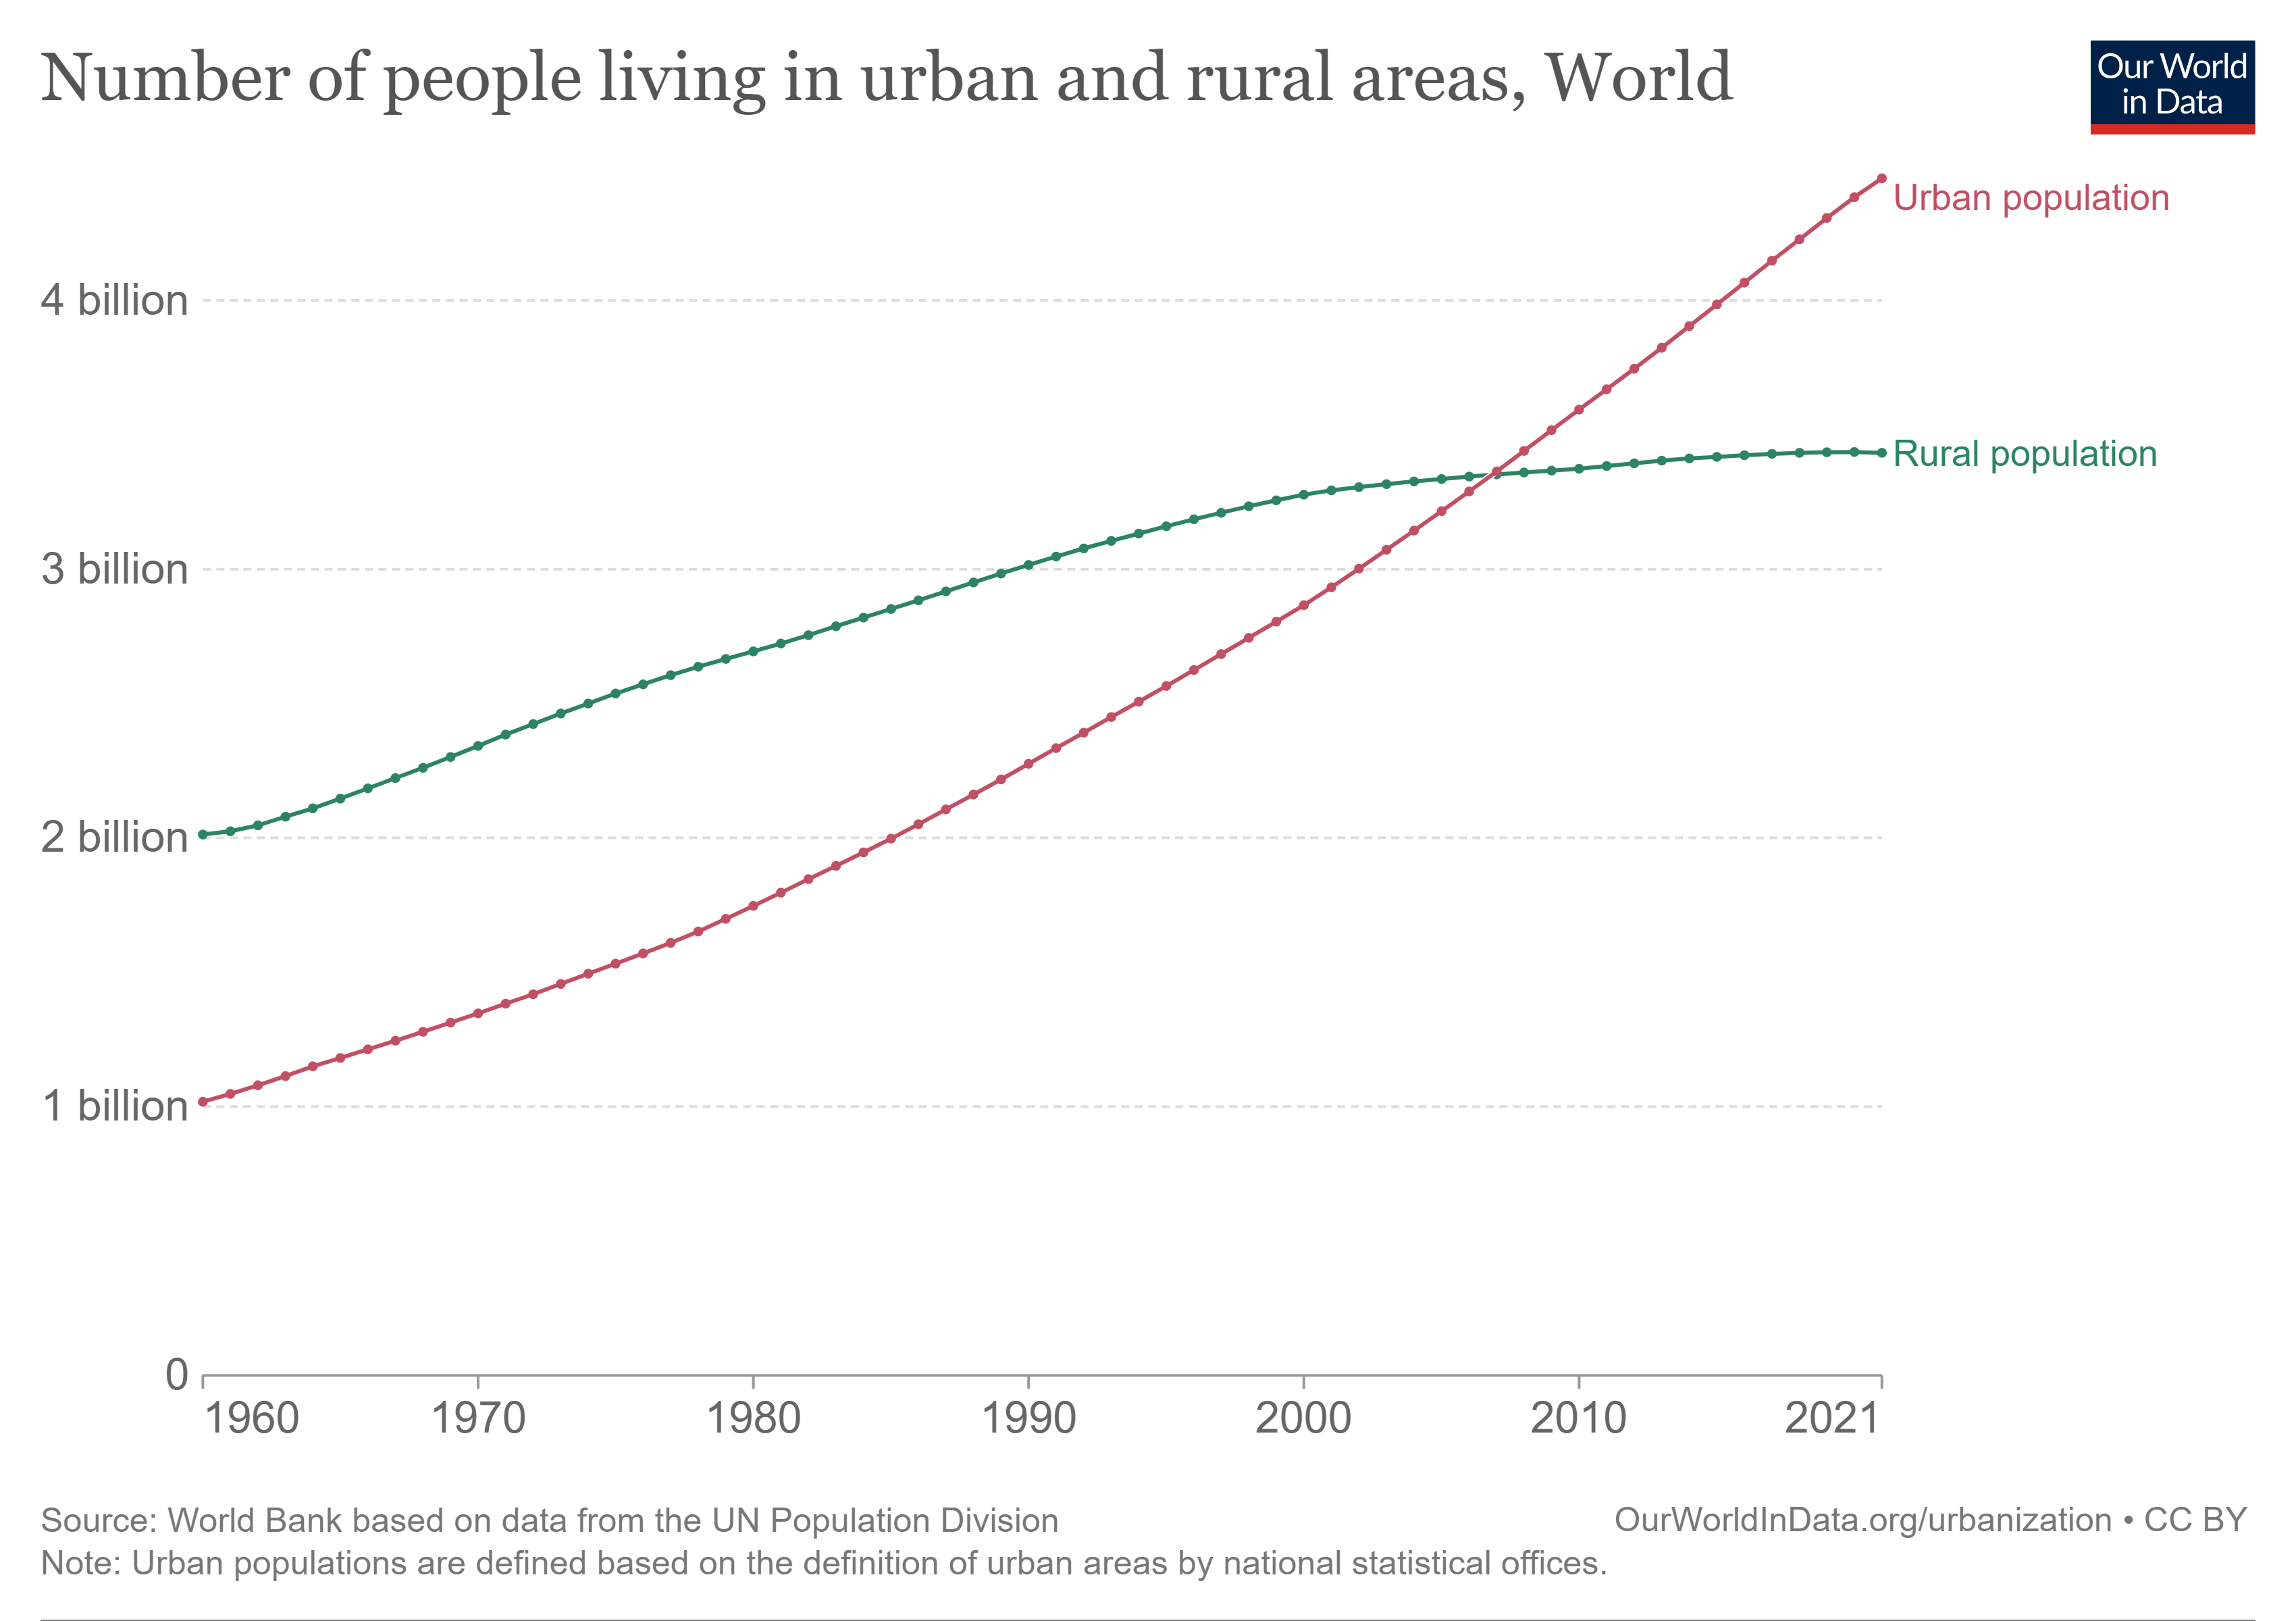 Number of people living in urban and rural areas, World
Our World
in Data
Urban population
4 billion
Rural population
3 billion
2 billion
1 billion
0
1960 1970 1980 1990 2000 2010 2021
Source: World Bank based on data from the UN Population Division
OurWorldInData.org/urbanization • CC BY
Note: Urban populations are defined based on the definition of urban areas by national statistical offices.